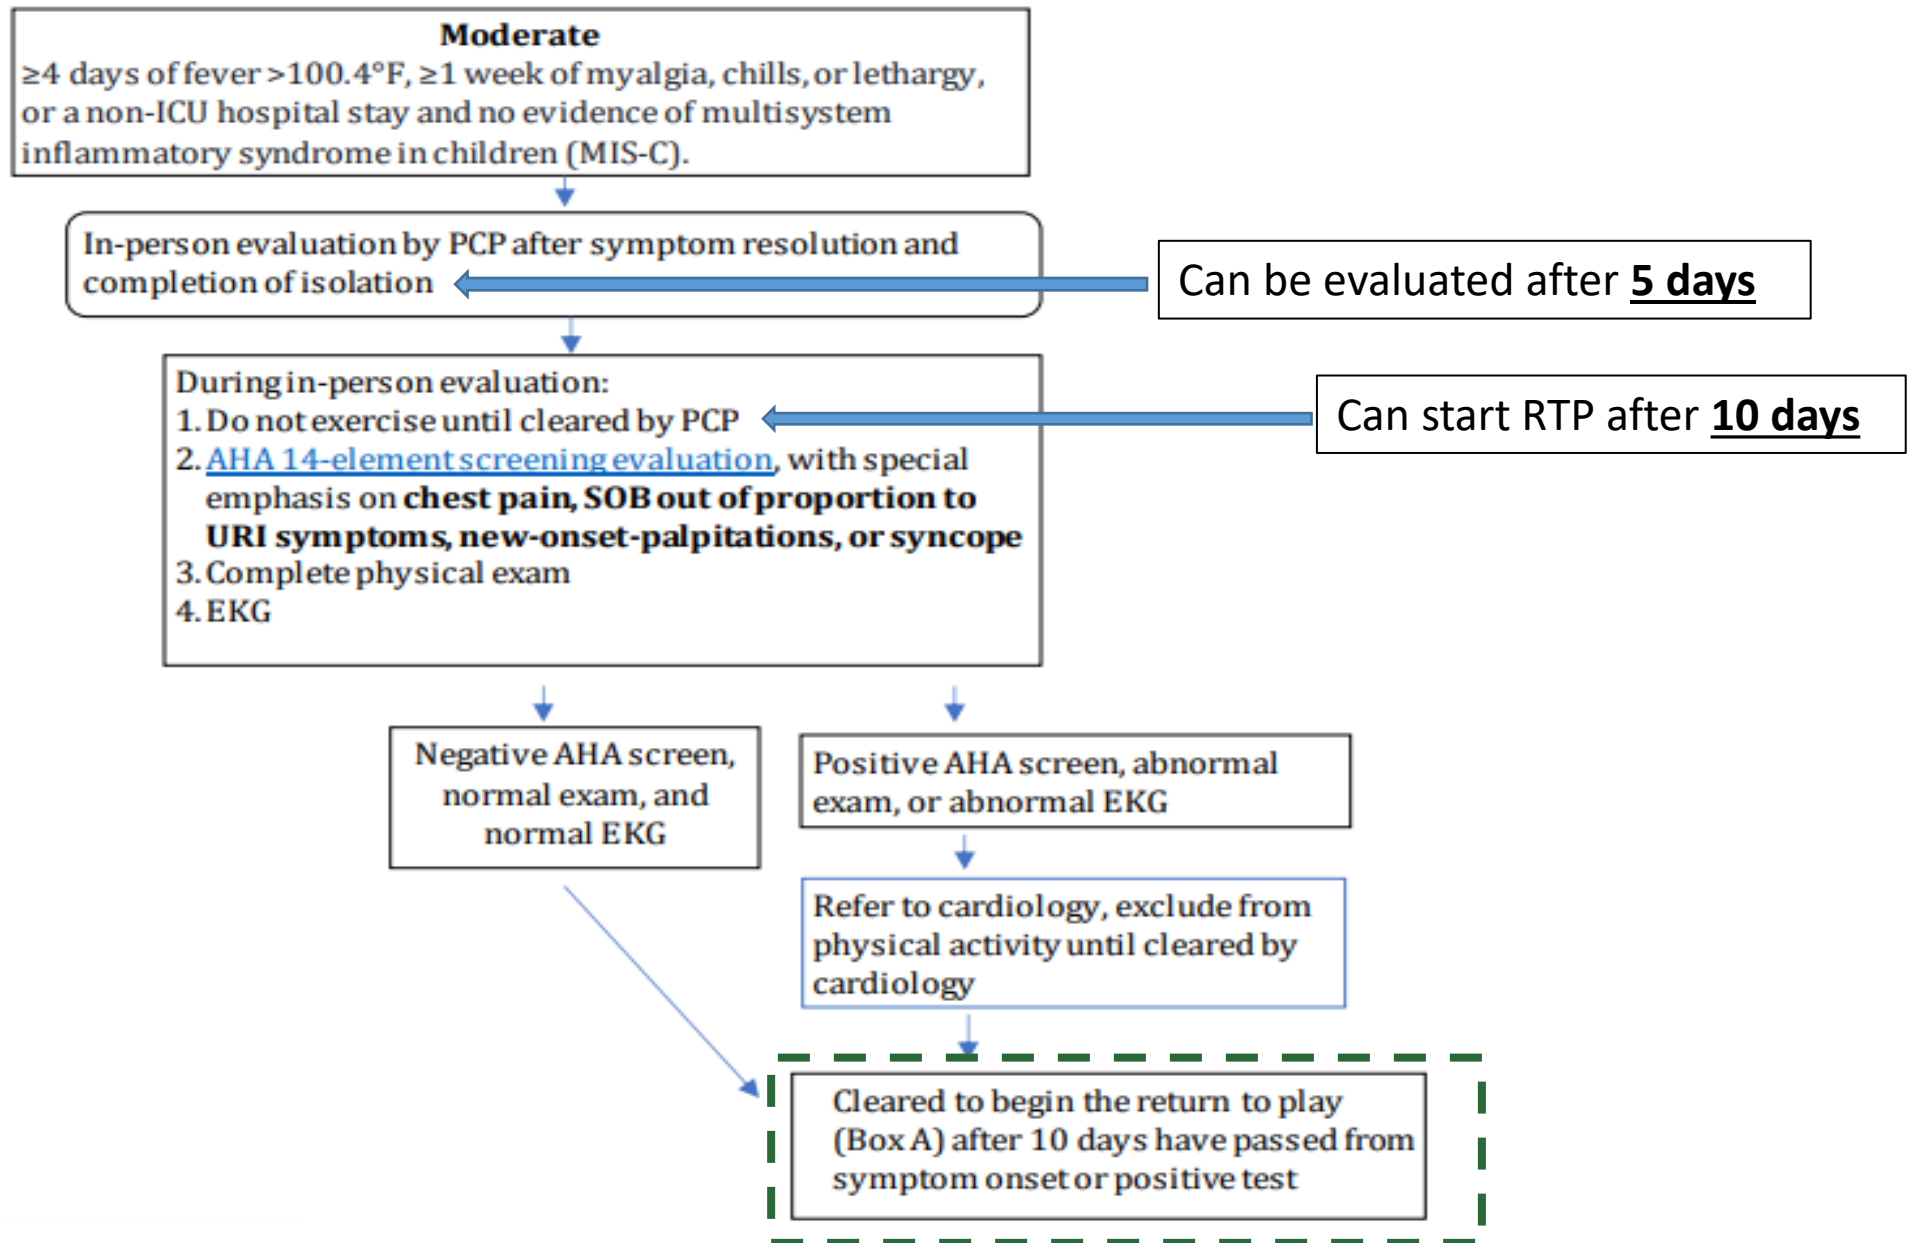 Moderate
≥4 days of fever >100.4°F, ≥1 week of myalgia, chills, or lethargy,
or a non-ICU hospital stay and no evidence of multisystem
inflammatory syndrome in children (MIS-C).
In-person evaluation by PCP after symptom resolution and
completion of isolation
Can be evaluated after 5 days
During in-person evaluation:
1. Do not exercise until cleared by PCP
Can start RTP after 10 days
2. AHA 14-element screening evaluation, with special
emphasis on chest pain, SOB out of proportion to
URI symptoms, new-onset-palpitations, or syncope
3. Complete physical exam
4. EKG
Negative AHA screen,
normal exam, and
normal EKG
Positive AHA screen, abnormal
exam, or abnormal EKG
Refer to cardiology, exclude from
physical activity until cleared by
cardiology
Cleared to begin the return to play
(Box A) after 10 days have passed from
symptom onset or positive test